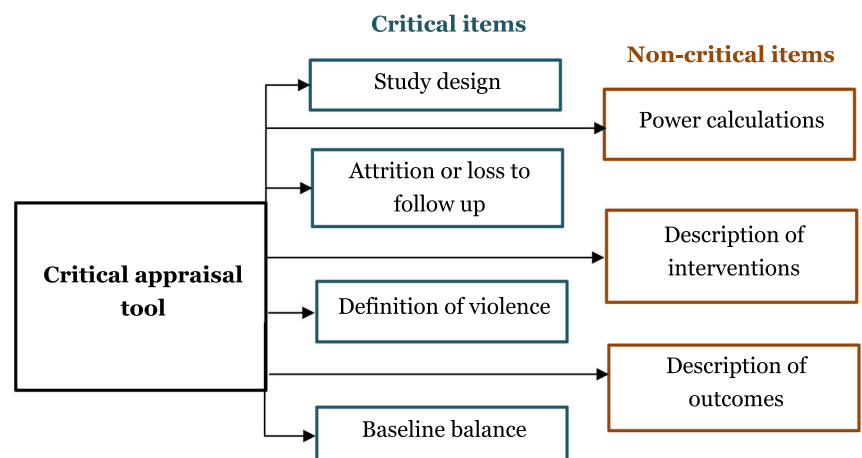 Critical items
Non-critical items
Study design
Power calculations
Attrition or loss to
follow up
Description of
interventions
Critical appraisal
tool
Definition of violence
Description of
outcomes
Baseline balance